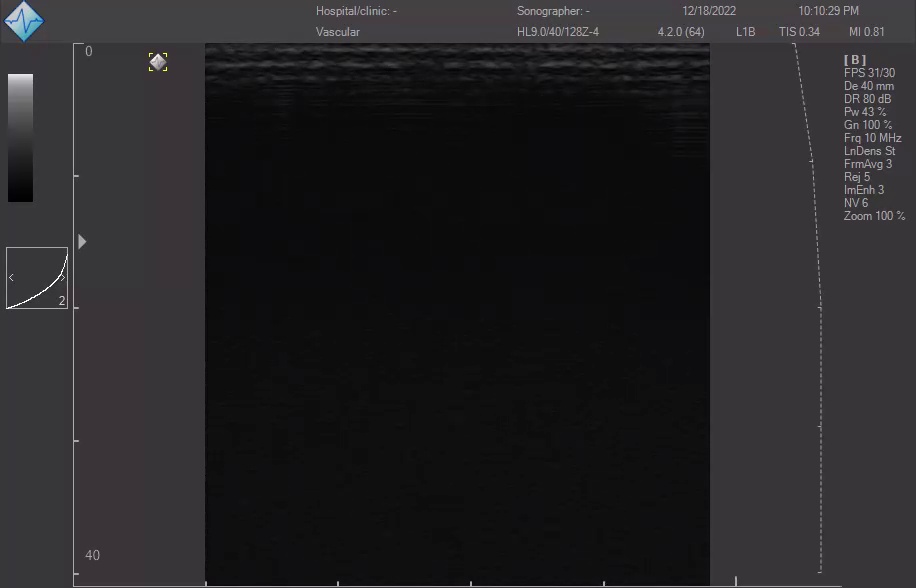 Hospital/clinic: - Sonographer: - 12/18/2022 10:10:29 PM
Vascular HL9.0/40/128Z-4 4.2.0 (64) L1B TIS 0.34 MI 0.81
0
[ B ]
FPS 31/30
De 40 mm
DR 80 dB
Pw 43 %
Gn 100 %
Frq 10 MHz
LnDens St
FrmAvg 3
Rej 5
ImEnh 3
NV 6
Zoom 100 %
< >
2
40